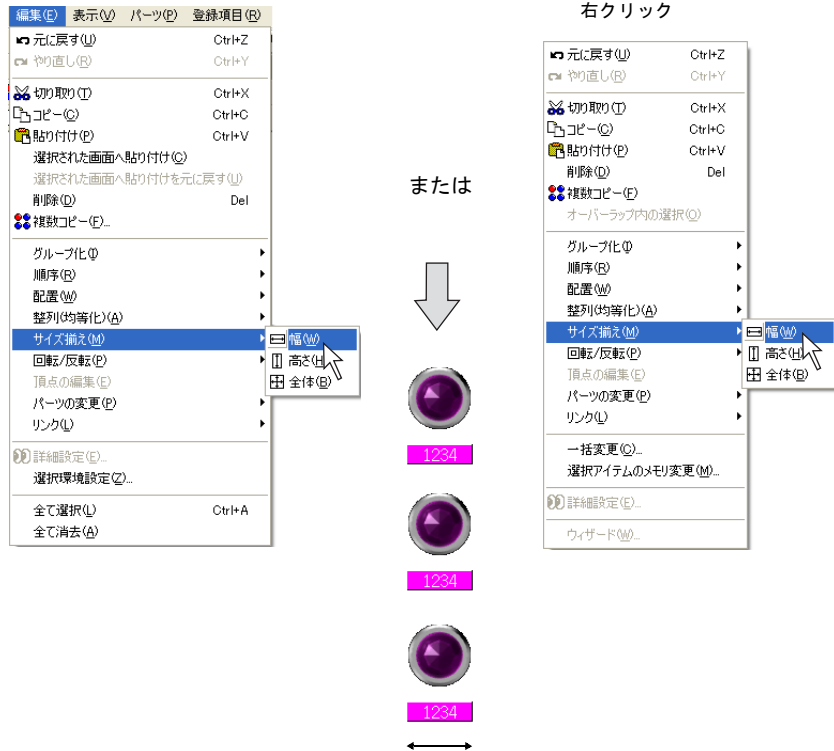 編集(E) 表示(V) パーツ(P) 登録項目(R)
元に戻す(U) Ctrl+Z
やり直し(R) Ctrl+Y
切り取り(T) Ctrl+X
コピー(C) Ctrl+C
貼り付け(P) Ctrl+V
選択された画面へ貼り付け(C)
選択された画面へ貼り付けを元に戻す(U)
削除(D) Del
複数コピー(F)...
グループ化(I)
順序(R)
配置(W)
整列(均等化)(A)
サイズ揃え(M)
回転/反転(P)
頂点の編集(E)
パーツの変更(P)
リンク(L)
詳細設定(E)...
選択環境設定(Z)...
全て選択(L) Ctrl+A
全て消去(A)
幅(W)
高さ(H)
全体(B)
または
1234
1234
1234
右クリック
元に戻す(U) Ctrl+Z
やり直し(R) Ctrl+Y
切り取り(T) Ctrl+X
コピー(C) Ctrl+C
貼り付け(P) Ctrl+V
削除(D) Del
複数コピー(F)
オーバーラップ内の選択(O)
グループ化(I)
順序(R)
配置(W)
整列(均等化)(A)
サイズ揃え(M)
回転/反転(P)
頂点の編集(E)
パーツの変更(P)
リンク(L)
一括変更(C)...
選択アイテムのメモリ変更(M)...
詳細設定(E)...
ウィザード(W)...
幅(W)
高さ(H)
全体(B)